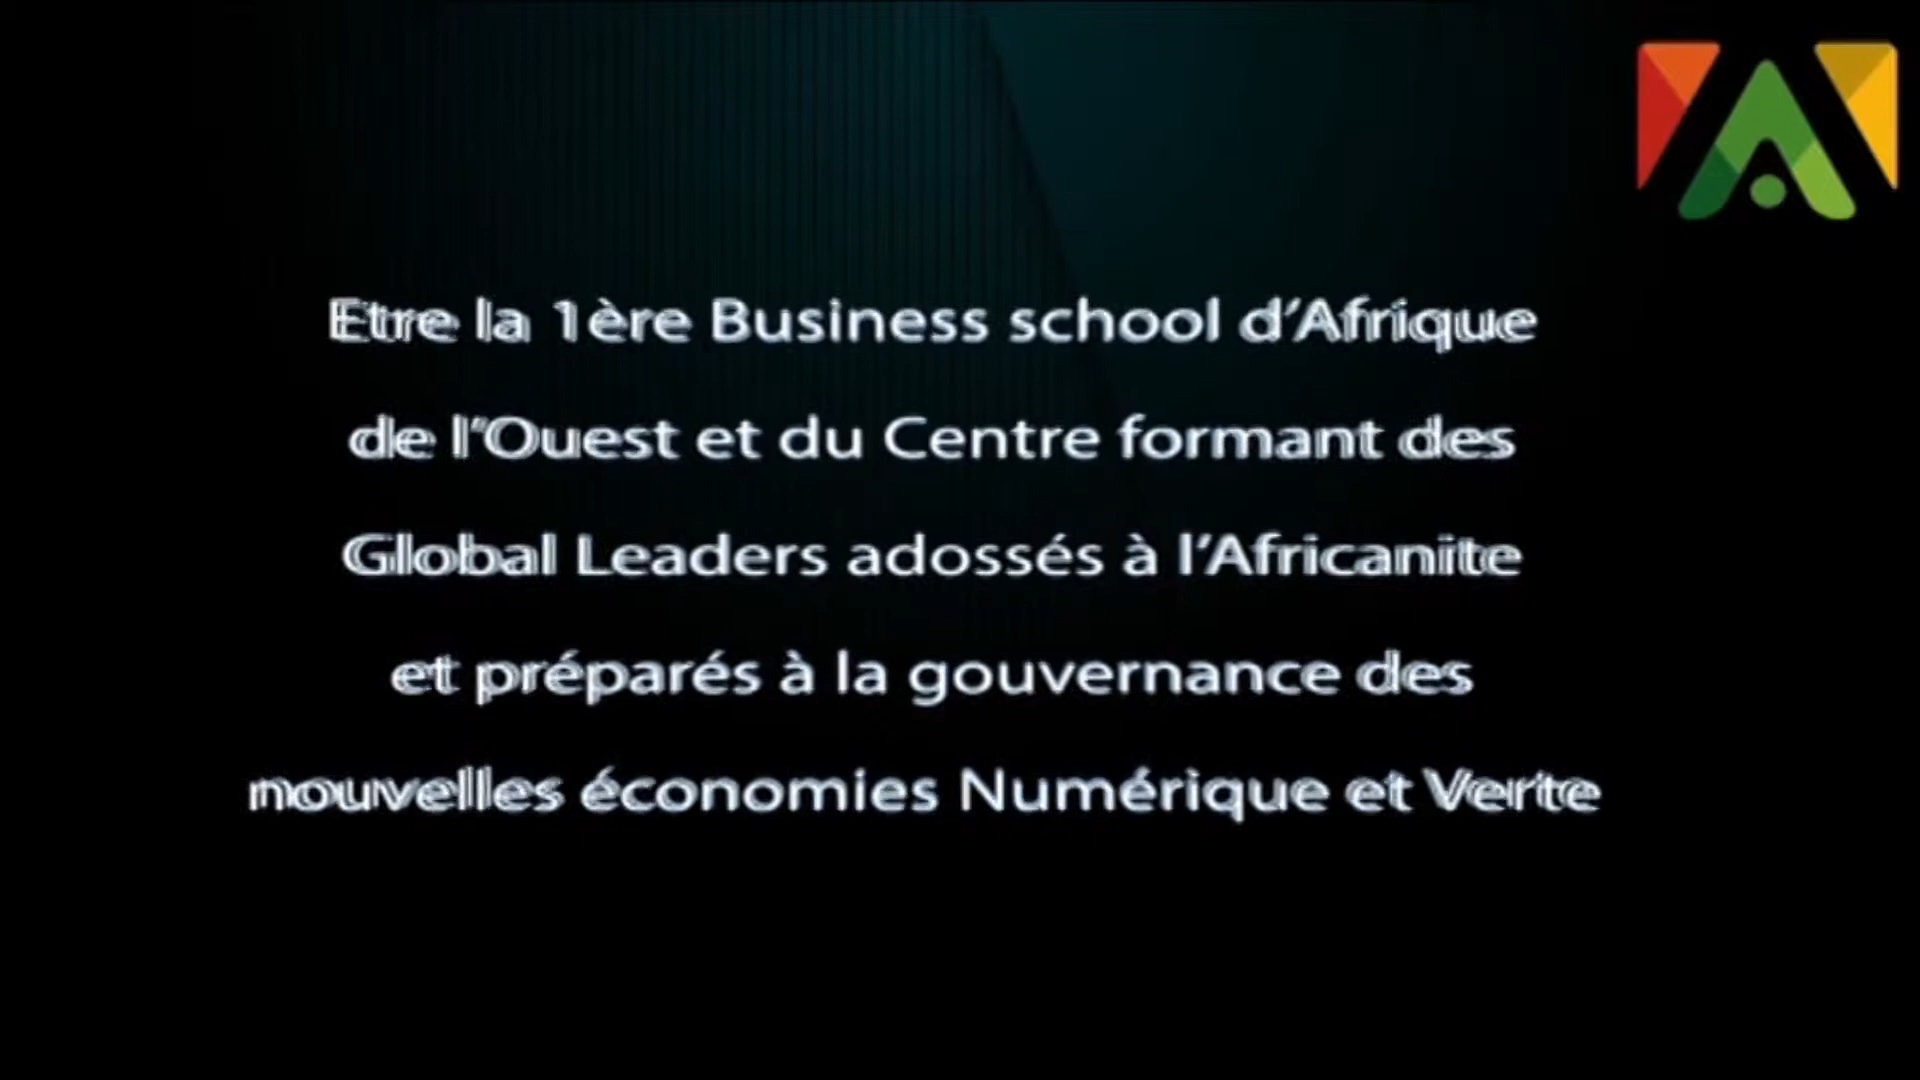 Etre la 1ère Business school d’Afrique
de l’Ouest et du Centre formant des
Global Leaders adossés à l’Africanite
et préparés à la gouvernance des
nouvelles économies Numérique et Verte